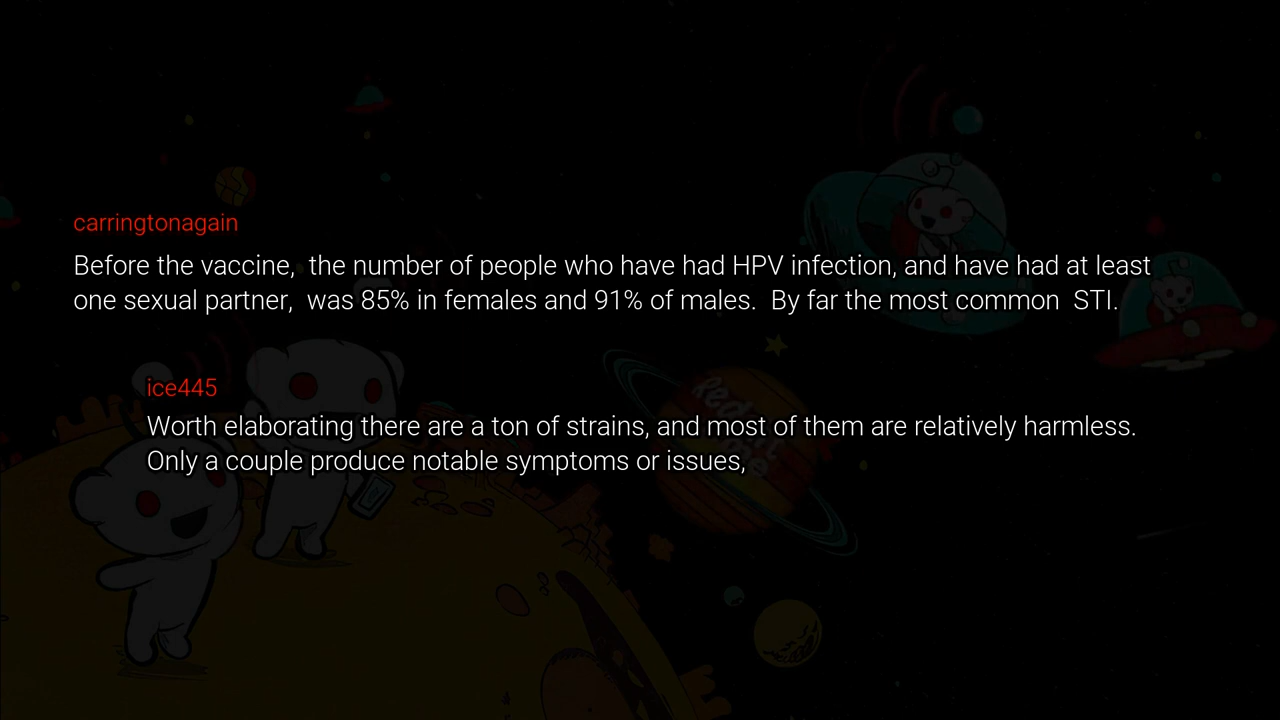 carringtonagain
Before the vaccine,  the number of people who have had HPV infection, and have had at least
one sexual partner,  was 85% in females and 91% of males.  By far the most common  STI.
ice445
Worth elaborating there are a ton of strains, and most of them are relatively harmless.
Only a couple produce notable symptoms or issues,